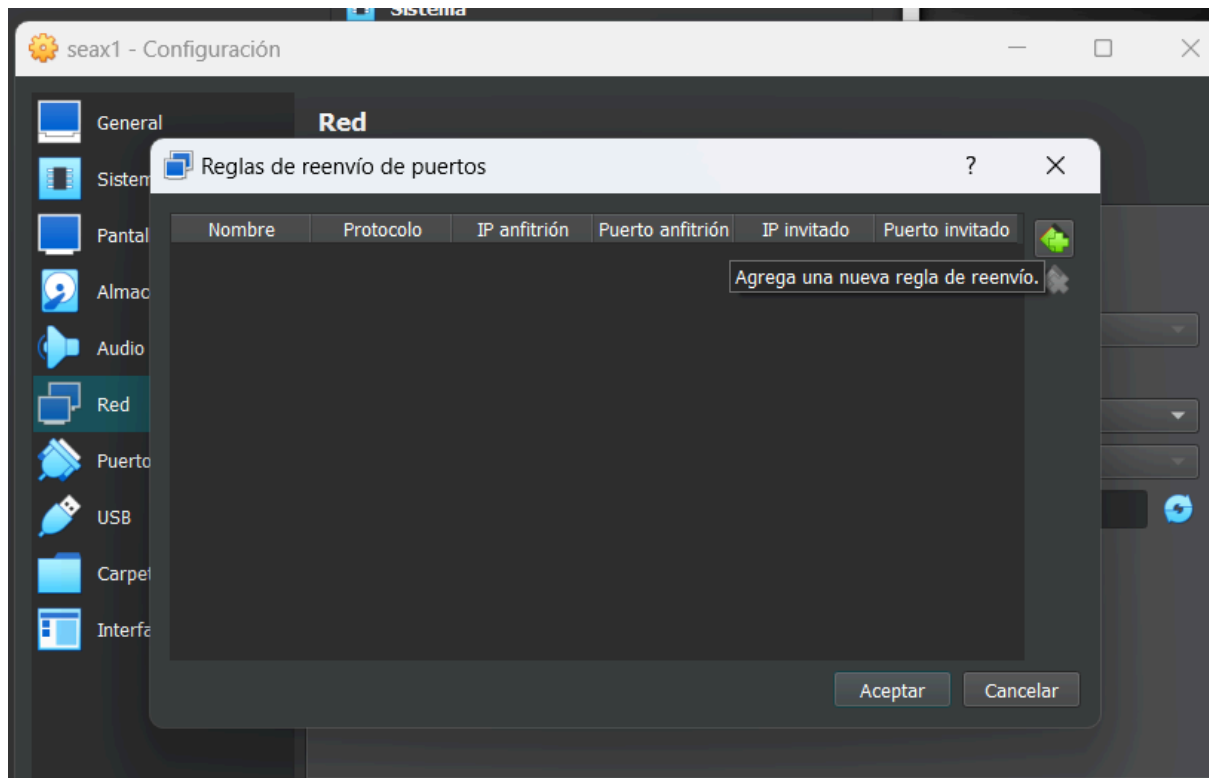 Sistema
seax1 - Configuración
General
Red
Reglas de reenvío de puertos
?
Sistem
Pantal
Nombre Protocolo IP anfitrión Puerto anfitrión IP invitado Puerto invitado
Agrega una nueva regla de reenvío.
Almac
Audio
Red
Puerto
USB
Carpet
Interfa
Aceptar Cancelar